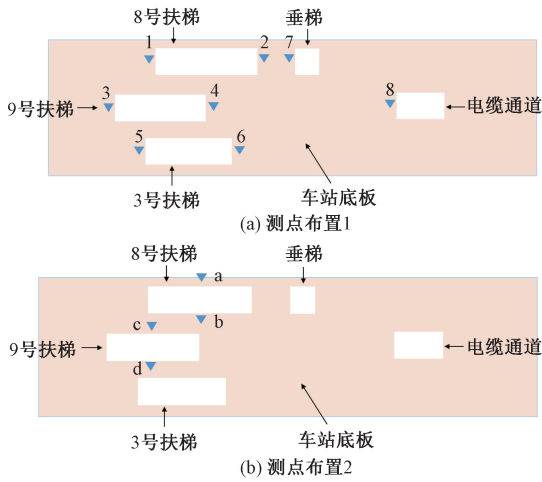 8号扶梯
垂梯
1
2
7
3
4
8
9号扶梯
电缆通道
5
6
3号扶梯
车站底板
(a) 测点布置1
8号扶梯
垂梯
a
b
c
9号扶梯
电缆通道
d
3号扶梯
车站底板
(b) 测点布置2